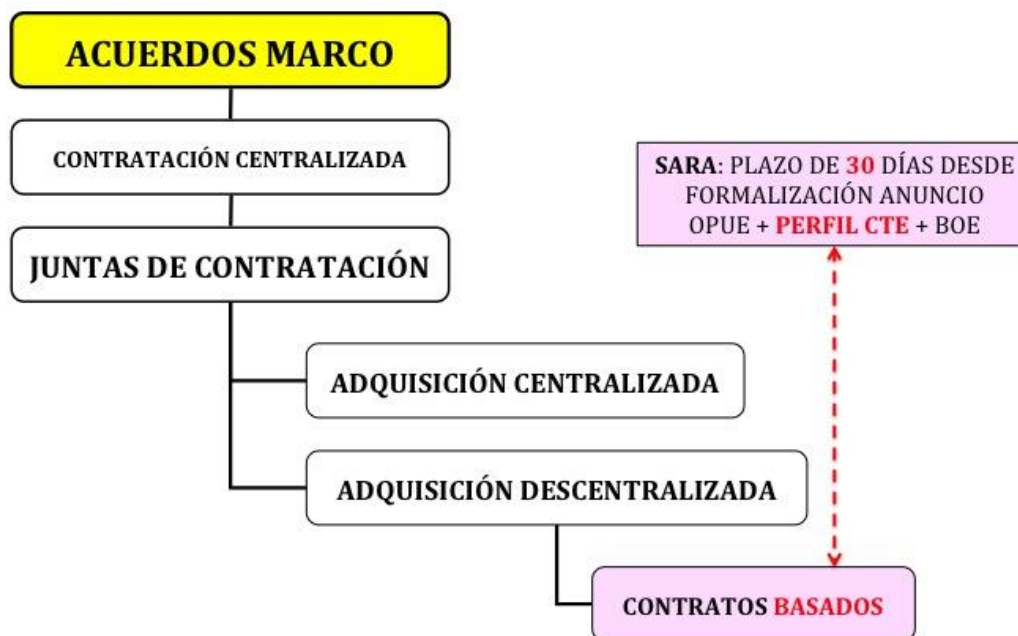 ACUERDOS MARCO
CONTRATACIÓN CENTRALIZADA
JUNTAS DE CONTRATACIÓN
SARA: PLAZO DE 30 DÍAS DESDE
FORMALIZACIÓN ANUNCIO
OPUE + PERFIL CTE + BOE
ADQUISICIÓN CENTRALIZADA
ADQUISICIÓN DESCENTRALIZADA
CONTRATOS BASADOS